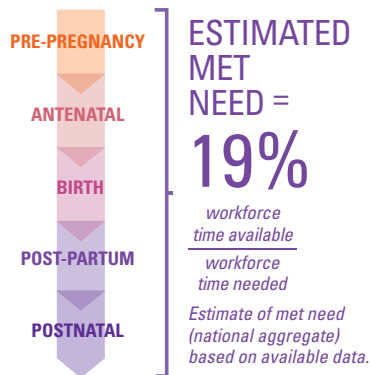 PRE-PREGNANCY
ANTENATAL
BIRTH
POST-PARTUM
POSTNATAL
ESTIMATED
MET
NEED =
19%
workforce
time available
workforce
time needed
Estimate of met need
(national aggregate)
based on available data.